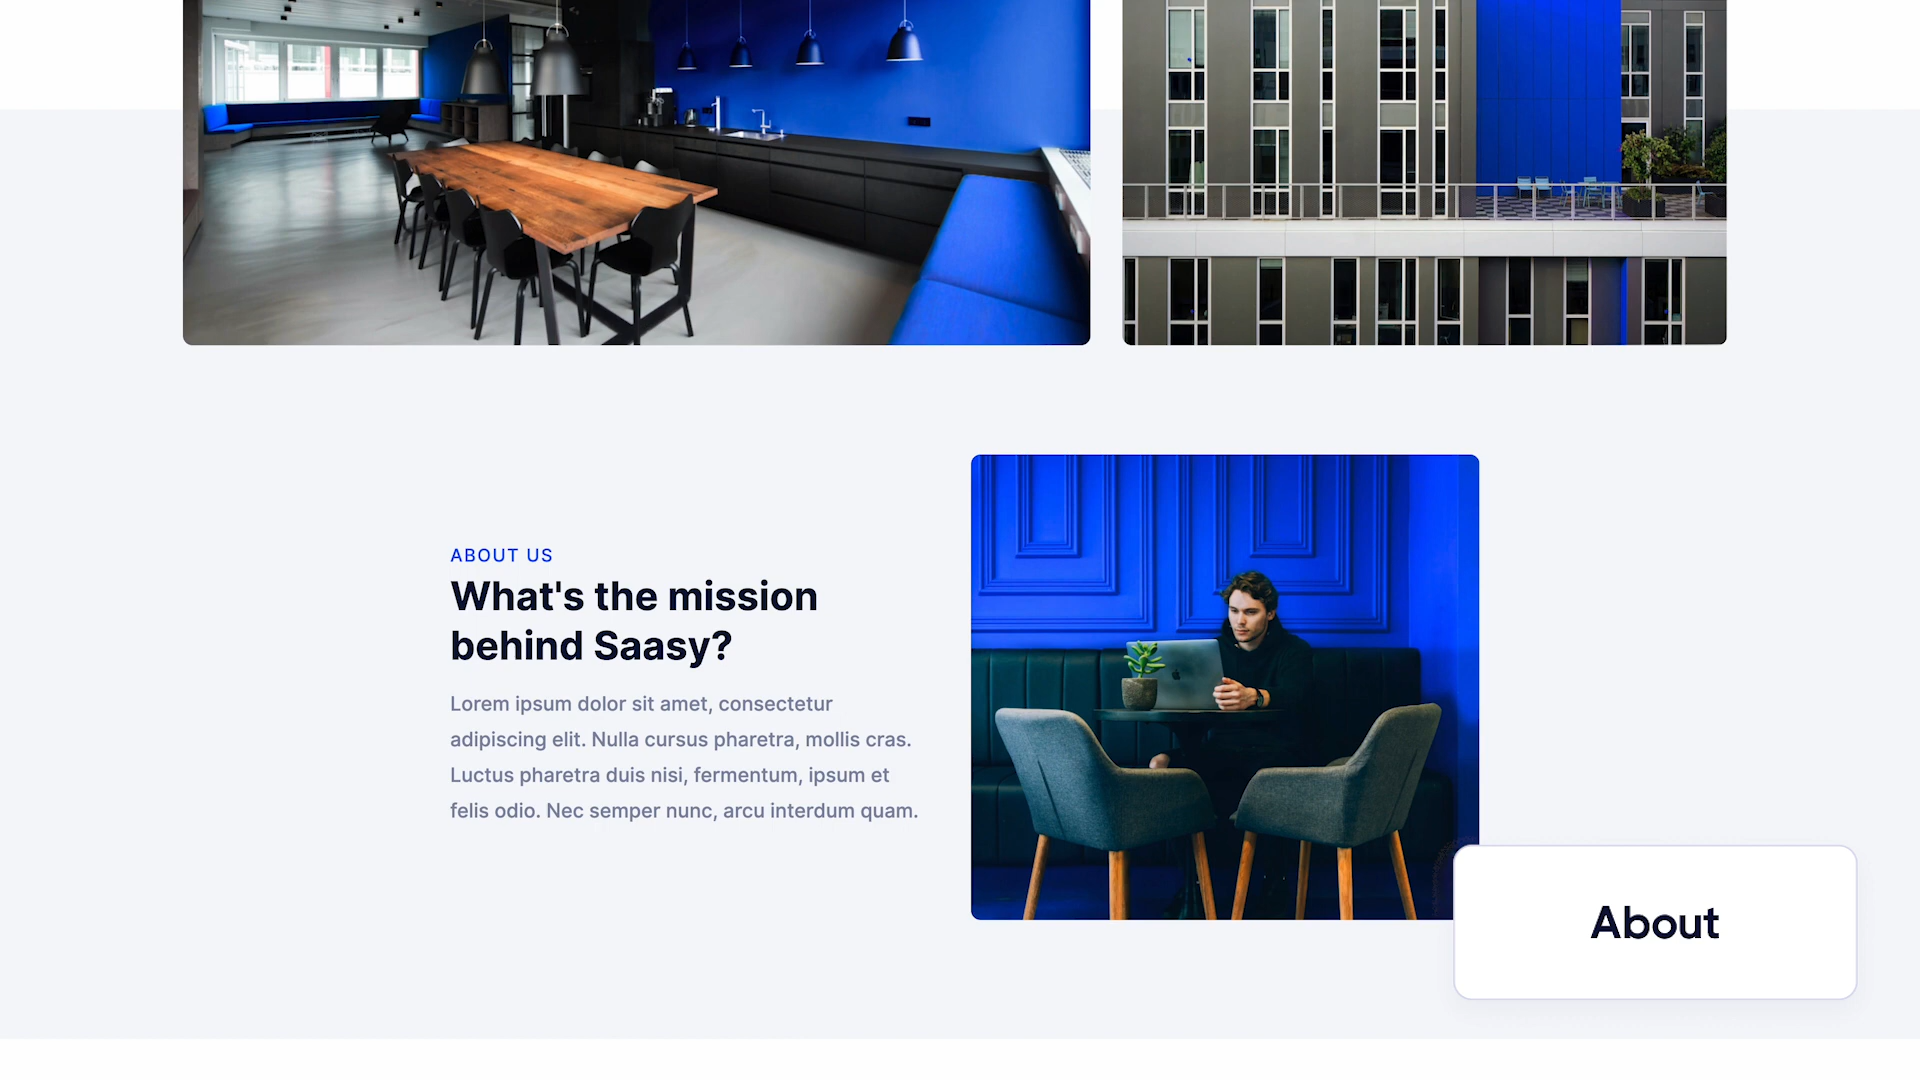 ABOUT US
What's the mission
behind Saasy?
Lorem ipsum dolor sit amet, consectetur
adipiscing elit. Nulla cursus pharetra, mollis cras.
Luctus pharetra duis nisi, fermentum, ipsum et
felis odio. Nec semper nunc, arcu interdum quam.
About